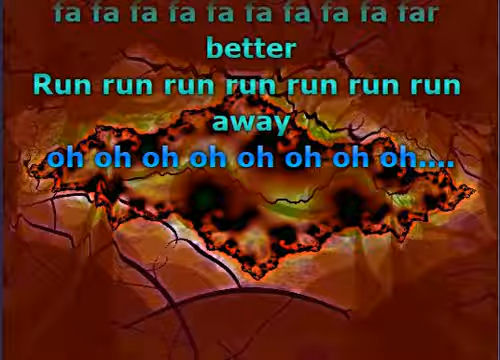 fa fa fa fa fa fa fa fa fa far
better
Run run run run run run run
away
oh oh oh oh oh oh oh oh....